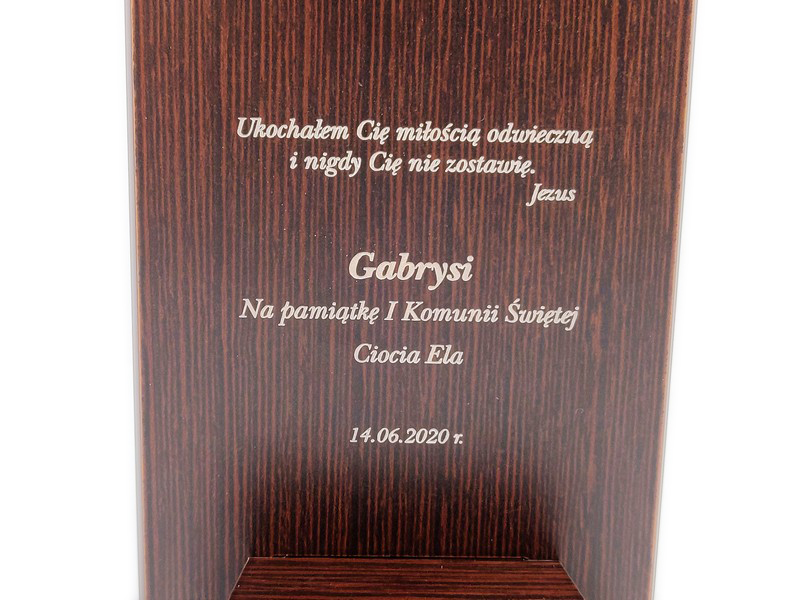 Ukochałem Cię miłością odwieczną
i nigdy Cię nie zostawię.
Jezus
Gabrysi
Na pamiątkę I Komunii Świętej
Ciocia Ela
14.06.2020 r.